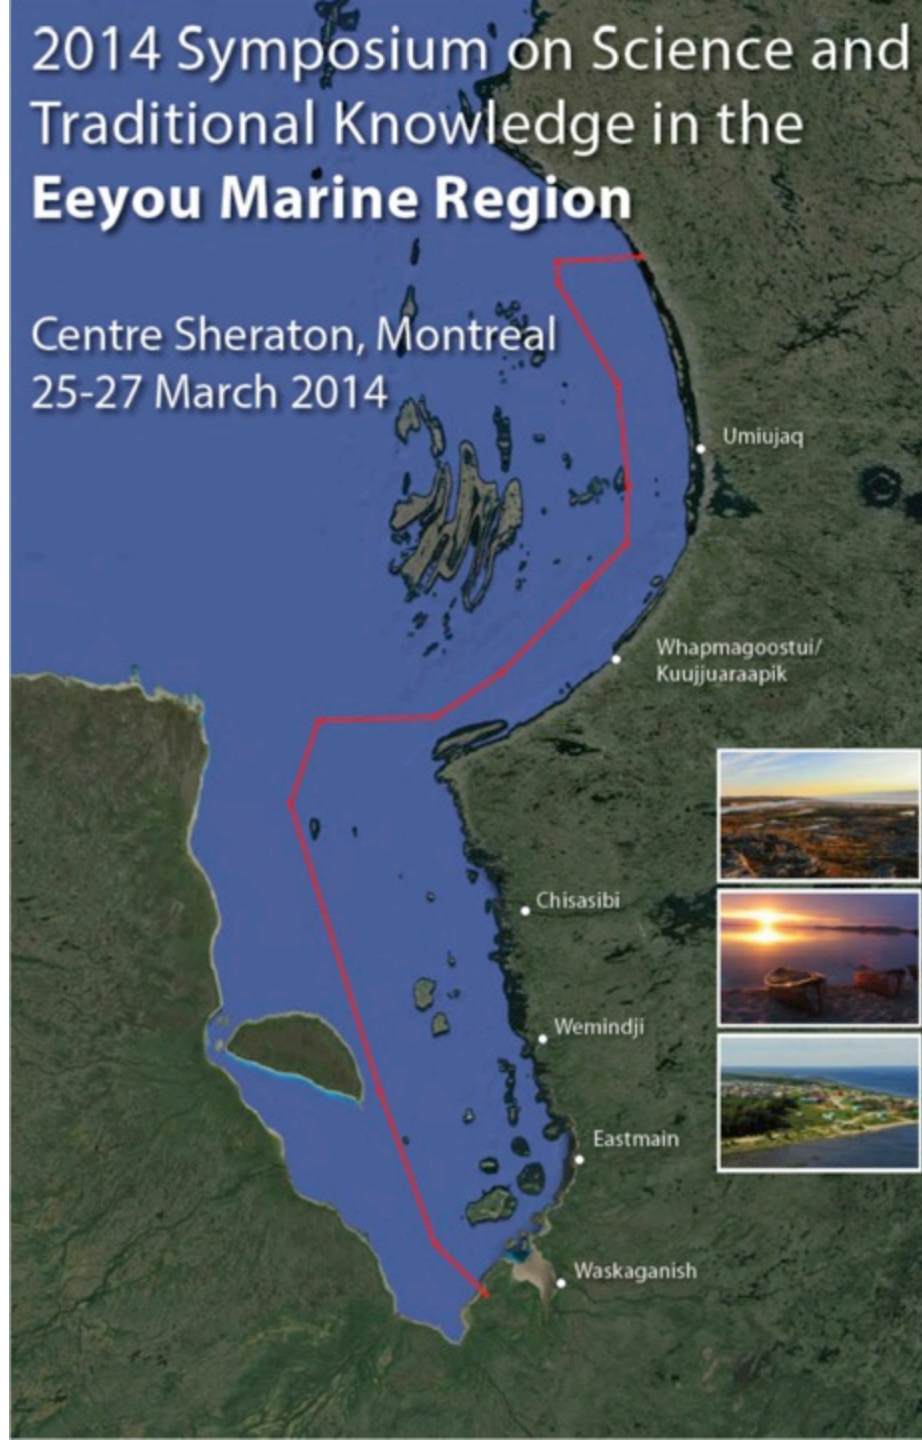 2014 Symposium on Science and
Traditional Knowledge in the
Eeyou Marine Region
Centre Sheraton, Montreal
25-27 March 2014
Umiujaq
Whapmagoostui/
Kuujjuaraapik
Chisasibi
Wemindji
Eastmain
Waskaganish